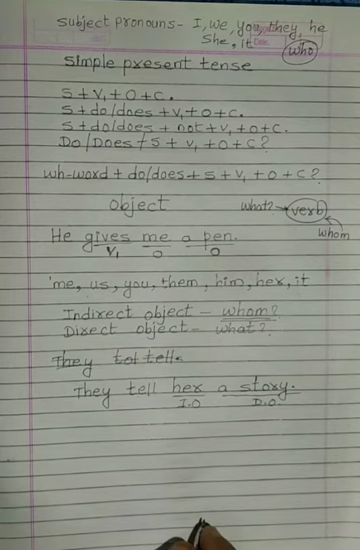 Subject pronouns - I, we, you, they, he
she, it
who
Simple present tense
S + V1 + O + C.
S + do/does + V1 + O + C.
S + do/does + not + V1 + O + C.
Do/Does + S + V1 + O + C?
wh-word + do/does + S + V1 + O + C?
object
what? → verb
whom
He gives me a pen.
V1 O O
me, us, you, them, him, her, it
Indirect object - whom?
Direct object - what?
They tot tell.
They tell her a story.
I.O D.O.